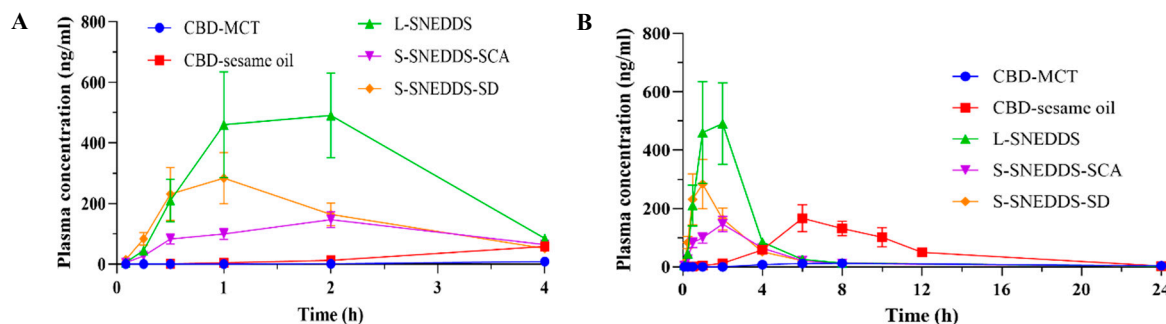 A
Plasma concentration (ng/ml)
800
600
400
200
0
0
1
2
4
Time (h)
CBD-MCT
CBD-sesame oil
L-SNEDDS
S-SNEDDS-SCA
S-SNEDDS-SD
B
Plasma concentration (ng/ml)
800
600
400
200
0
0
4
8
12
16
20
24
Time (h)
CBD-MCT
CBD-sesame oil
L-SNEDDS
S-SNEDDS-SCA
S-SNEDDS-SD